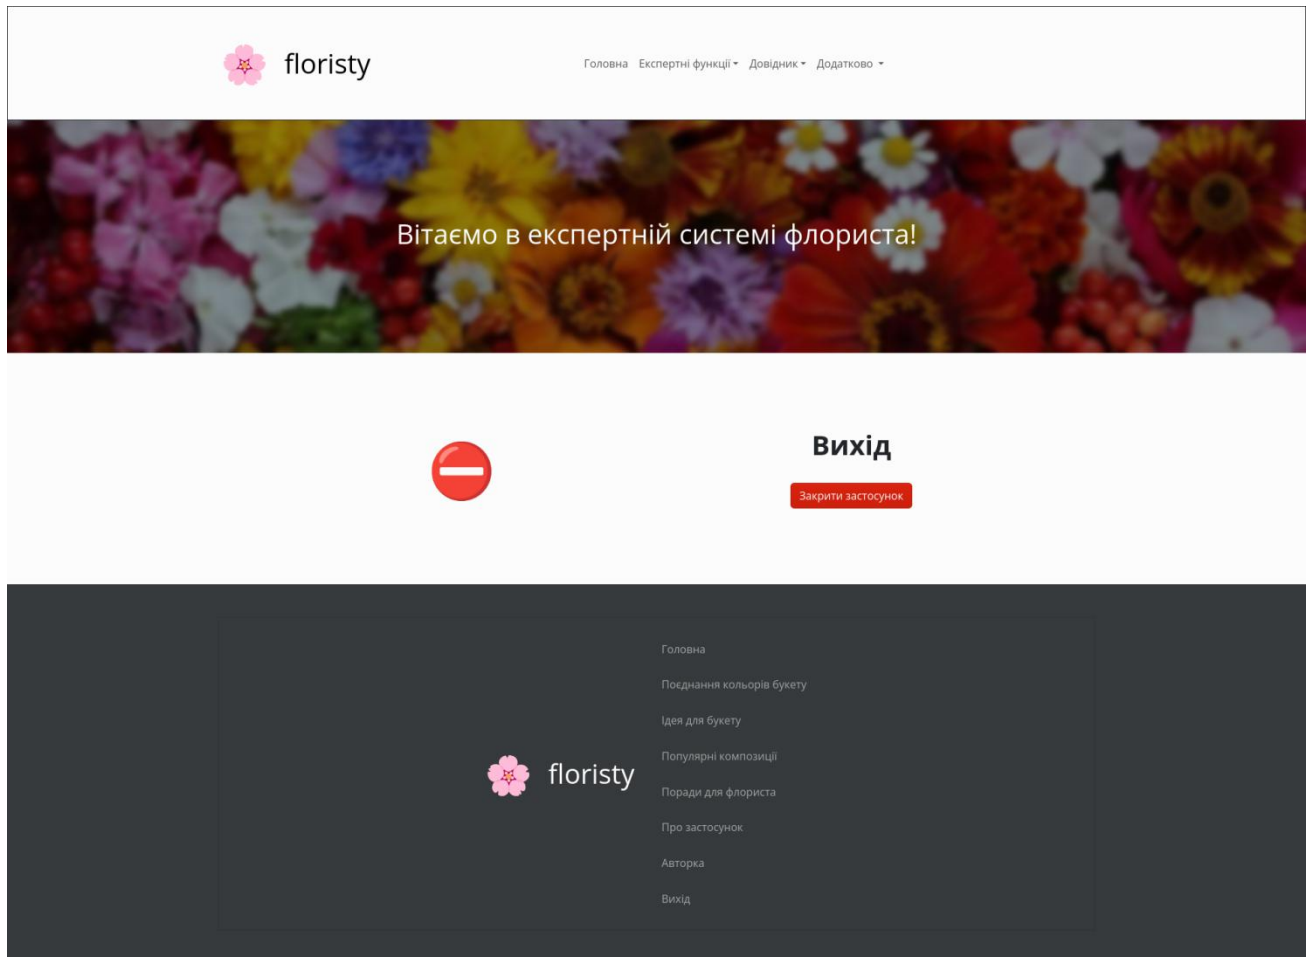 floristy
Головна Експертні функції Довідник Додатково
Вітаємо в експертній системі флориста!
Вихід
Закрити застосунок
floristy
Головна
Поєднання кольорів букету
Ідея для букету
Популярні композиції
Поради для флориста
Про застосунок
Авторка
Вихід